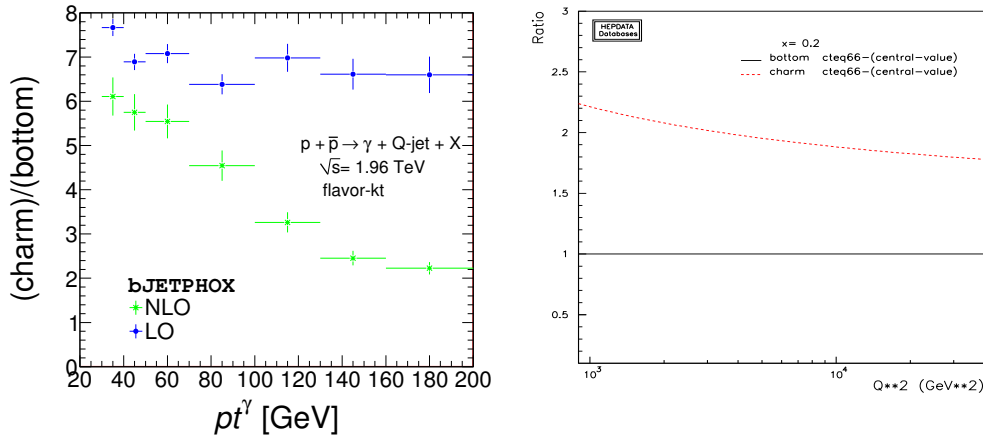 8
7
6
5
4
3
2
1
0
(charm)/(bottom)
p + p̅ → γ + Q-jet + X
√s= 1.96 TeV
flavor-kt
bJETPHOX
NLO
LO
20 40 60 80 100 120 140 160 180 200
pt^γ [GeV]
Ratio
3
2.5
2
1.5
1
0.5
HEPDATA
Databases
x= 0.2
bottom cteq66-(central-value)
charm cteq66-(central-value)
10^3 10^4
Q**2 (GeV**2)